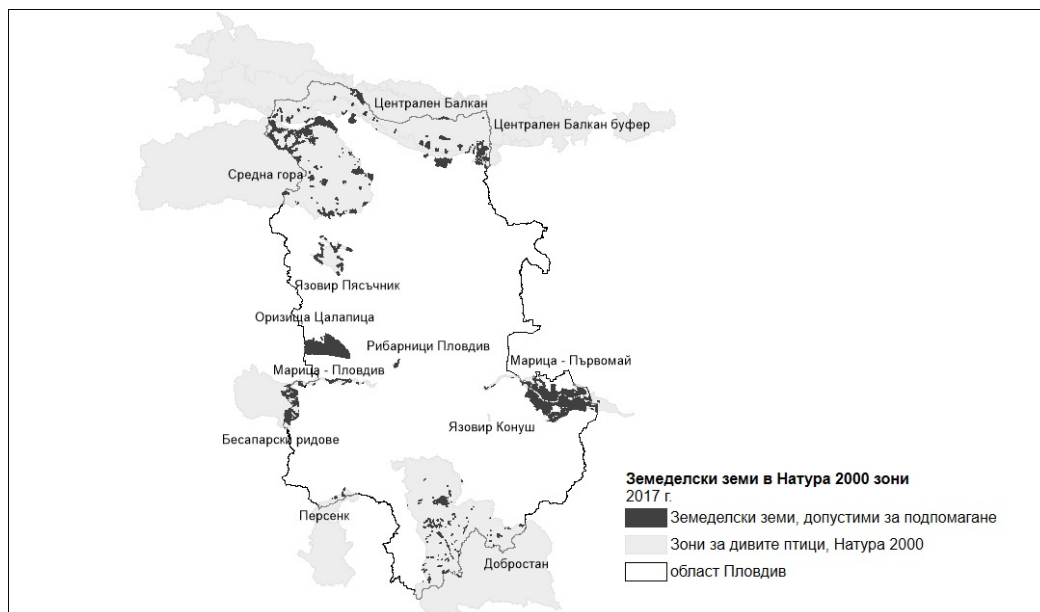 Централен Балкан
Централен Балкан буфер
Средна гора
Язовир Пясъчник
Оризища Цалапица
Рибарници Пловдив
Марица - Първомай
Марица - Пловдив
Язовир Конуш
Бесапарски ридове
Персенк
Добростан
Земеделски земи в Натура 2000 зони
2017 г.
Земеделски земи, допустими за подпомагане
Зони за дивите птици, Натура 2000
област Пловдив